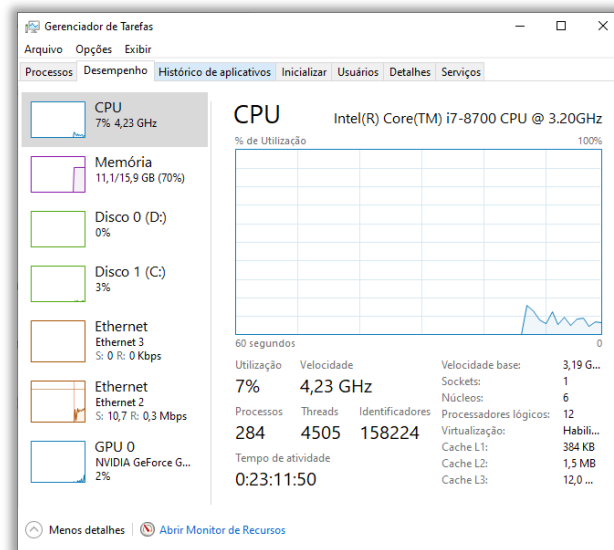 Gerenciador de Tarefas
Arquivo Opções Exibir
Processos Desempenho Histórico de aplicativos Inicializar Usuários Detalhes Serviços
CPU
7% 4,23 GHz
Memória
11,1/15,9 GB (70%)
Disco 0 (D:)
0%
Disco 1 (C:)
3%
Ethernet
Ethernet 3
S: 0 R: 0 Kbps
Ethernet
Ethernet 2
S: 10,7 R: 0,3 Mbps
GPU 0
NVIDIA GeForce G...
2%
CPU Intel(R) Core(TM) i7-8700 CPU @ 3.20GHz
% de Utilização 100%
60 segundos 0
Utilização Velocidade
7% 4,23 GHz
Processos Threads Identificadores
284 4505 158224
Tempo de atividade
0:23:11:50
Velocidade base: 3,19 G...
Sockets: 1
Núcleos: 6
Processadores lógicos: 12
Virtualização: Habili...
Cache L1: 384 KB
Cache L2: 1,5 MB
Cache L3: 12,0 ...
Menos detalhes Abrir Monitor de Recursos